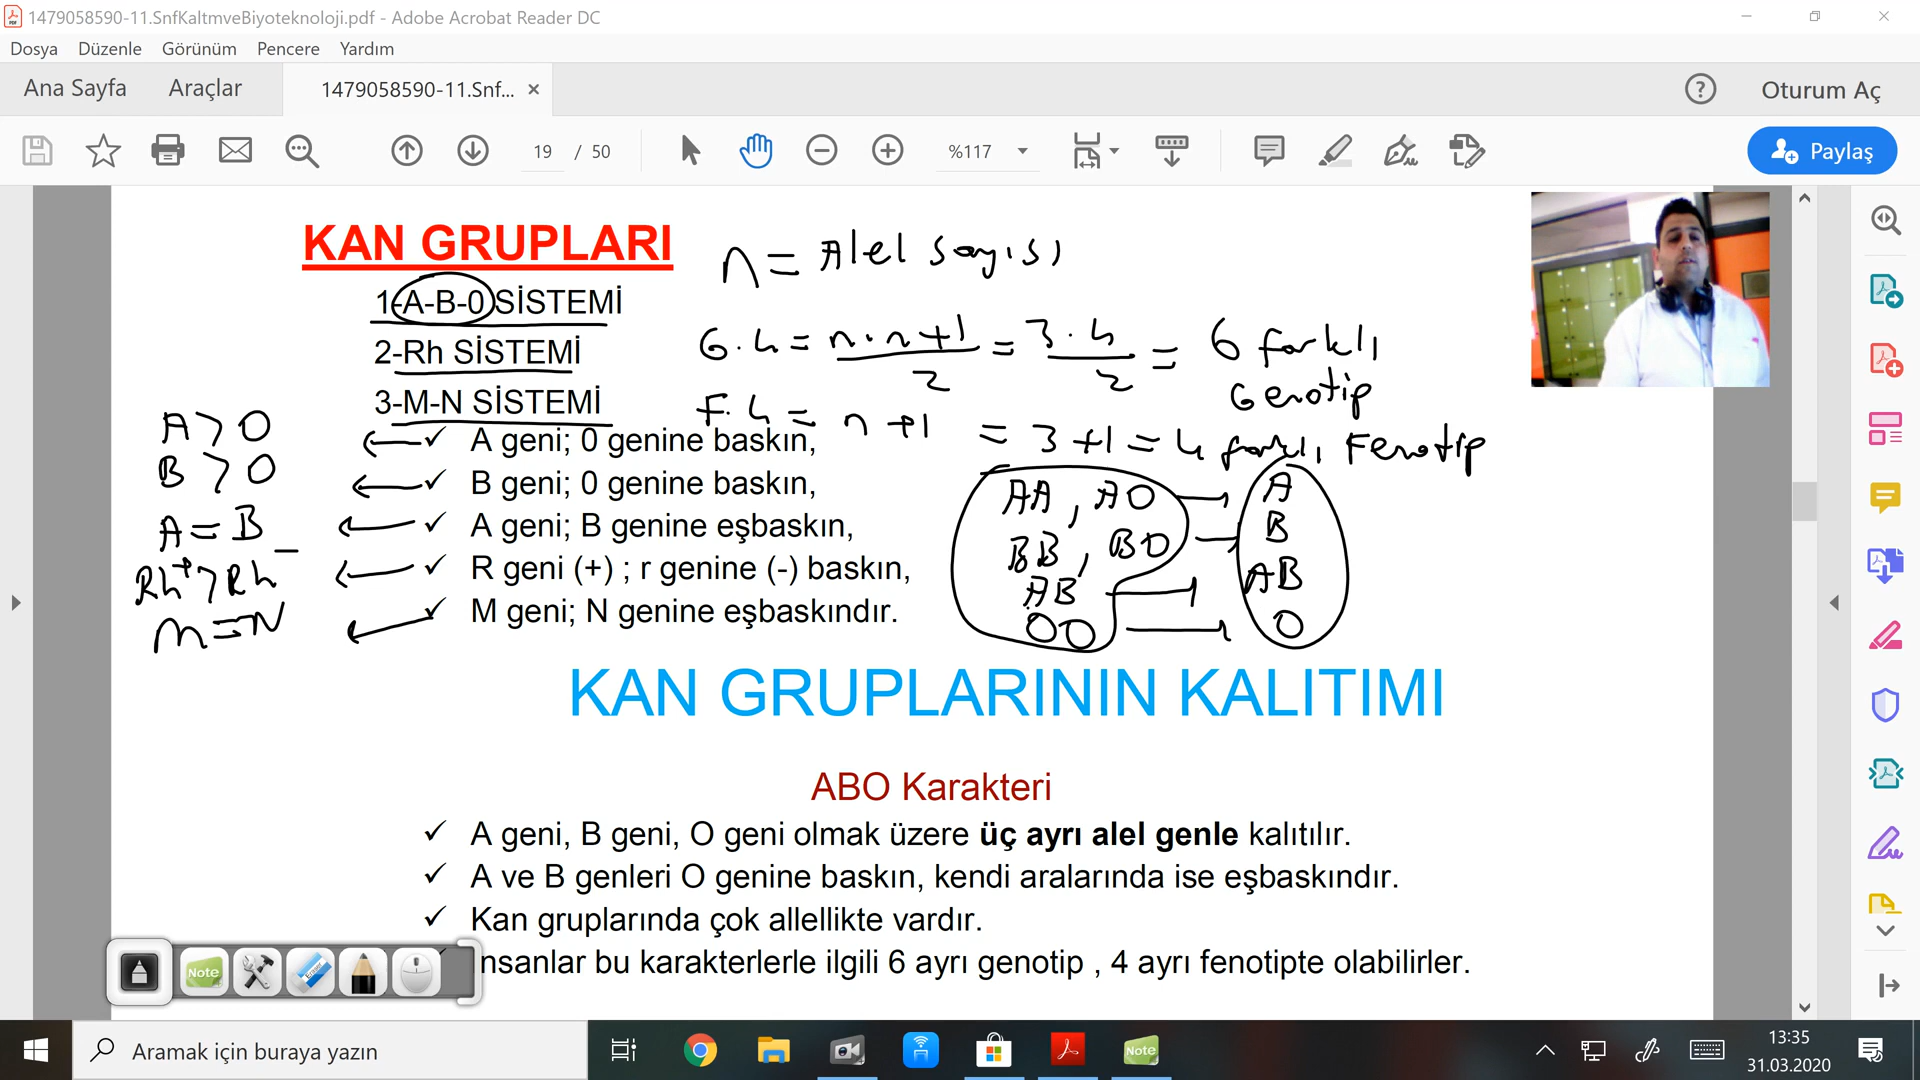 1479058590-11.SnfKaltmveBiyoteknoloji.pdf - Adobe Acrobat Reader DC
Dosya Düzenle Görünüm Pencere Yardım
Ana Sayfa Araçlar 1479058590-11.Snf... Oturum Aç
19 / 50 %117 Paylaş
KAN GRUPLARI
n = Alel sayısı
1-A-B-0 SİSTEMİ
2-Rh SİSTEMİ
G.h = n.n+1 / 2 = 3.4 / 2 = 6 farklı Genotip
3-M-N SİSTEMİ
F.h = n+1 = 3+1 = 4 farklı Fenotip
A > 0 ✓ A geni; 0 genine baskın,
B > 0 ✓ B geni; 0 genine baskın,
A = B ✓ A geni; B genine eşbaskın,
Rh+ > Rh- ✓ R geni (+) ; r genine (-) baskın,
M = N ✓ M geni; N genine eşbaskındır.
AA, AO A
BB, BO B
AB AB
OO O
KAN GRUPLARININ KALITIMI
ABO Karakteri
✓ A geni, B geni, O geni olmak üzere üç ayrı alel genle kalıtılır.
✓ A ve B genleri O genine baskın, kendi aralarında ise eşbaskındır.
✓ Kan gruplarında çok allellikte vardır.
nsanlar bu karakterlerle ilgili 6 ayrı genotip , 4 ayrı fenotipte olabilirler.
Note
Eraser
Aramak için buraya yazın
Note
13:35
31.03.2020